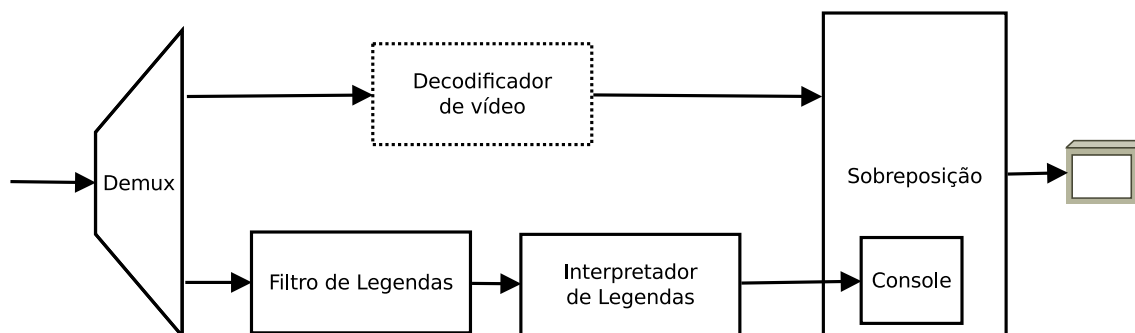 Demux
Decodificador
de vídeo
Filtro de Legendas
Interpretador
de Legendas
Sobreposição
Console